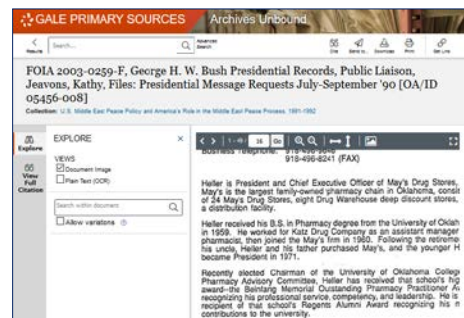 GALE PRIMARY SOURCES
Archives Unbound
Results
Search...
Advanced
Search
Cite
Send to...
Download
Print
Get Link
FOIA 2003-0259-F, George H. W. Bush Presidential Records, Public Liaison,
Jeavons, Kathy, Files: Presidential Message Requests July-September '90 [OA/ID
05456-008]
Collection: U.S. Middle East Peace Policy and America's Role in the Middle East Peace Process, 1991-1992
Explore
View
Full
Citation
EXPLORE
VIEWS
Document Image
Plain Text (OCR)
Search within document
Allow variations
16
Go
Business Telephone: 918-496-9646
918-496-8241 (FAX)
Heller is President and Chief Executive Officer of May's Drug Stores,
May's is the largest family-owned pharmacy chain in Oklahoma, consist
of 24 May's Drug Stores, eight Drug Warehouse deep discount stores,
a distribution facility.
Heller received his B.S. in Pharmacy degree from the University of Oklah
in 1959. He worked for Katz Drug Company as an assistant manager
pharmacist, then joined the May's firm in 1960. Following the retireme
his uncle, Heller and his father purchased May's, and the younger H
became President in 1971.
Recently elected Chairman of the University of Oklahoma College
Pharmacy Advisory Committee, Heller has received that school's hig
award--the Beinfang Memorial Outstanding Pharmacy Practitioner A
recognizing his professional service, competency, and leadership. He is
recipient of that school's Regents Alumni Award recognizing his n
contributions to the university.